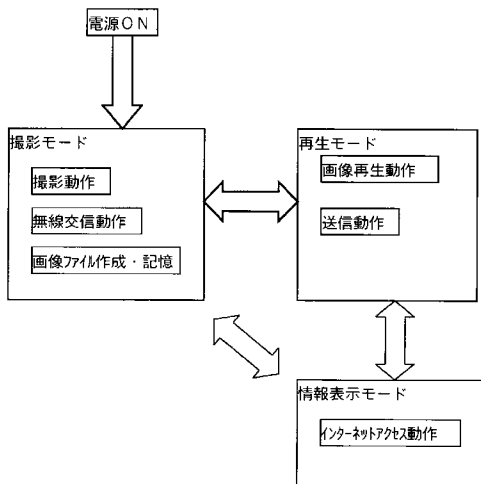 電源ON
撮影モード
撮影動作
無線交信動作
画像ファイル作成・記憶
再生モード
画像再生動作
送信動作
情報表示モード
インターネットアクセス動作